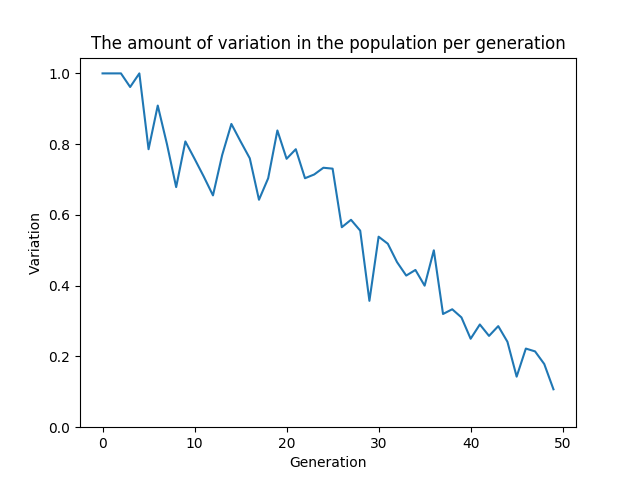 The amount of variation in the population per generation
1.0
0.8
0.6
0.4
0.2
0.0
Variation
0 10 20 30 40 50
Generation